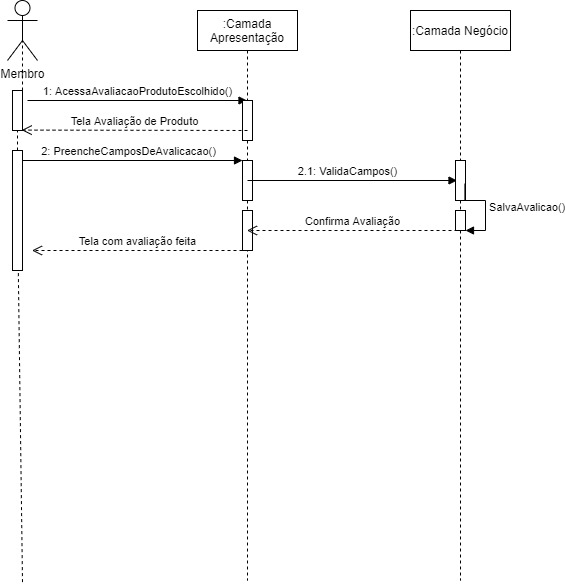 :Camada
Apresentação
:Camada Negócio
Membro
1: AcessaAvaliacaoProdutoEscolhido()
Tela Avaliação de Produto
2: PreencheCamposDeAvalicacao()
2.1: ValidaCampos()
SalvaAvalicao()
Confirma Avaliação
Tela com avaliação feita